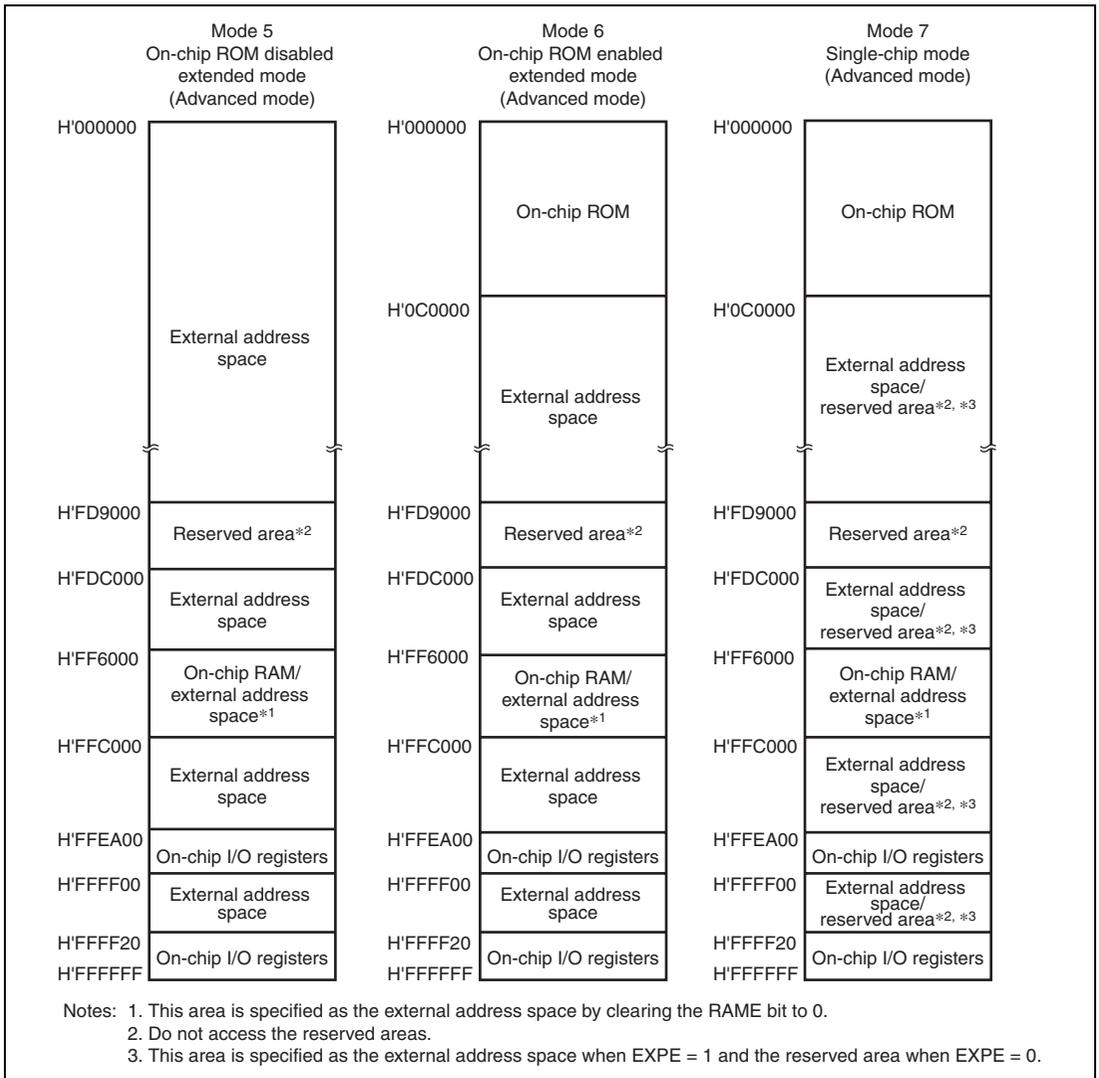 Mode 5
On-chip ROM disabled
extended mode
(Advanced mode)
H'000000
External address
space
H'FD9000
Reserved area*2
H'FDC000
External address
space
H'FF6000
On-chip RAM/
external address
space*1
H'FFC000
External address
space
H'FFEA00
On-chip I/O registers
H'FFFF00
External address
space
H'FFFF20
On-chip I/O registers
H'FFFFFF
Mode 6
On-chip ROM enabled
extended mode
(Advanced mode)
H'000000
On-chip ROM
H'0C0000
External address
space
H'FD9000
Reserved area*2
H'FDC000
External address
space
H'FF6000
On-chip RAM/
external address
space*1
H'FFC000
External address
space
H'FFEA00
On-chip I/O registers
H'FFFF00
External address
space
H'FFFF20
On-chip I/O registers
H'FFFFFF
Mode 7
Single-chip mode
(Advanced mode)
H'000000
On-chip ROM
H'0C0000
External address
space/
reserved area*2, *3
H'FD9000
Reserved area*2
H'FDC000
External address
space/
reserved area*2, *3
H'FF6000
On-chip RAM/
external address
space*1
H'FFC000
External address
space/
reserved area*2, *3
H'FFEA00
On-chip I/O registers
H'FFFF00
External address
space/
reserved area*2, *3
H'FFFF20
On-chip I/O registers
H'FFFFFF
Notes: 1. This area is specified as the external address space by clearing the RAME bit to 0.
2. Do not access the reserved areas.
3. This area is specified as the external address space when EXPE = 1 and the reserved area when EXPE = 0.